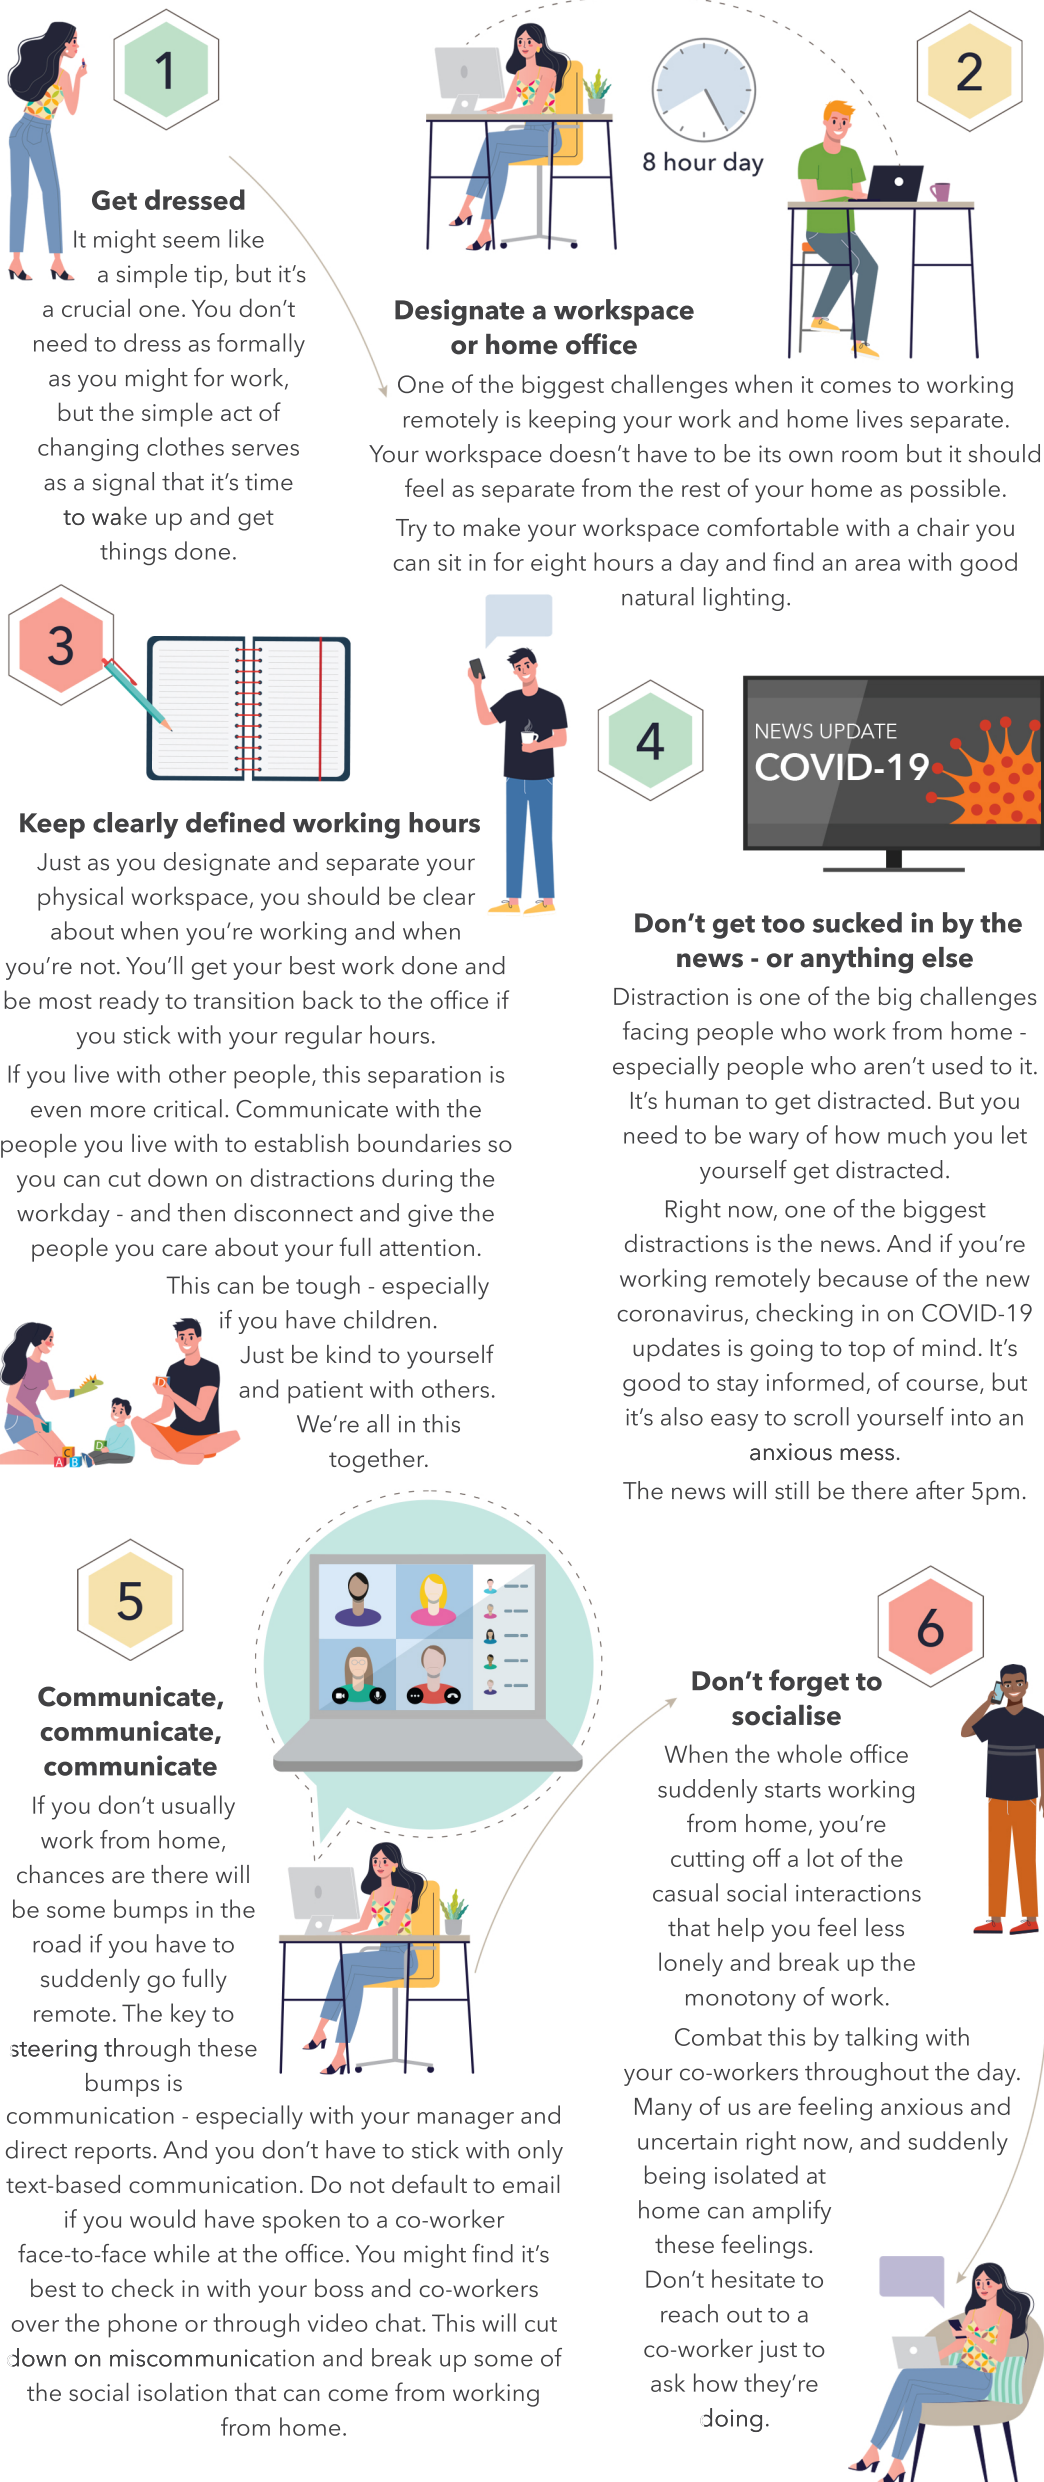 1
Get dressed
It might seem like
a simple tip, but it's
a crucial one. You don't
need to dress as formally
as you might for work,
but the simple act of
changing clothes serves
as a signal that it's time
to wake up and get
things done.
8 hour day
2
Designate a workspace
or home office
One of the biggest challenges when it comes to working
remotely is keeping your work and home lives separate.
Your workspace doesn't have to be its own room but it should
feel as separate from the rest of your home as possible.
Try to make your workspace comfortable with a chair you
can sit in for eight hours a day and find an area with good
natural lighting.
3
Keep clearly defined working hours
Just as you designate and separate your
physical workspace, you should be clear
about when you're working and when
you're not. You'll get your best work done and
be most ready to transition back to the office if
you stick with your regular hours.
If you live with other people, this separation is
even more critical. Communicate with the
people you live with to establish boundaries so
you can cut down on distractions during the
workday - and then disconnect and give the
people you care about your full attention.
This can be tough - especially
if you have children.
Just be kind to yourself
and patient with others.
We're all in this
together.
D
D
C
A B
4
NEWS UPDATE
COVID-19
Don't get too sucked in by the
news - or anything else
Distraction is one of the big challenges
facing people who work from home -
especially people who aren't used to it.
It's human to get distracted. But you
need to be wary of how much you let
yourself get distracted.
Right now, one of the biggest
distractions is the news. And if you're
working remotely because of the new
coronavirus, checking in on COVID-19
updates is going to top of mind. It's
good to stay informed, of course, but
it's also easy to scroll yourself into an
anxious mess.
The news will still be there after 5pm.
5
Communicate,
communicate,
communicate
If you don't usually
work from home,
chances are there will
be some bumps in the
road if you have to
suddenly go fully
remote. The key to
steering through these
bumps is
communication - especially with your manager and
direct reports. And you don't have to stick with only
text-based communication. Do not default to email
if you would have spoken to a co-worker
face-to-face while at the office. You might find it's
best to check in with your boss and co-workers
over the phone or through video chat. This will cut
down on miscommunication and break up some of
the social isolation that can come from working
from home.
6
Don't forget to
socialise
When the whole office
suddenly starts working
from home, you're
cutting off a lot of the
casual social interactions
that help you feel less
lonely and break up the
monotony of work.
Combat this by talking with
your co-workers throughout the day.
Many of us are feeling anxious and
uncertain right now, and suddenly
being isolated at
home can amplify
these feelings.
Don't hesitate to
reach out to a
co-worker just to
ask how they're
doing.